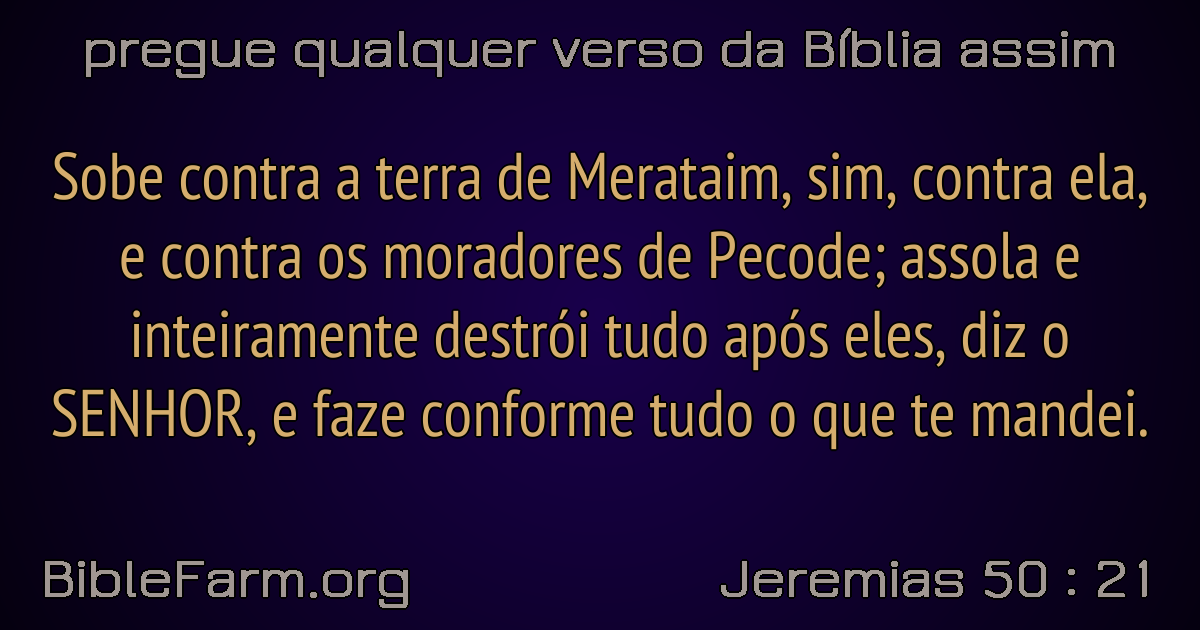 pregue qualquer verso da Bíblia assim
Sobe contra a terra de Merataim, sim, contra ela,
e contra os moradores de Pecode; assola e
inteiramente destrói tudo após eles, diz o
SENHOR, e faze conforme tudo o que te mandei.
BibleFarm.org
Jeremias 50 : 21